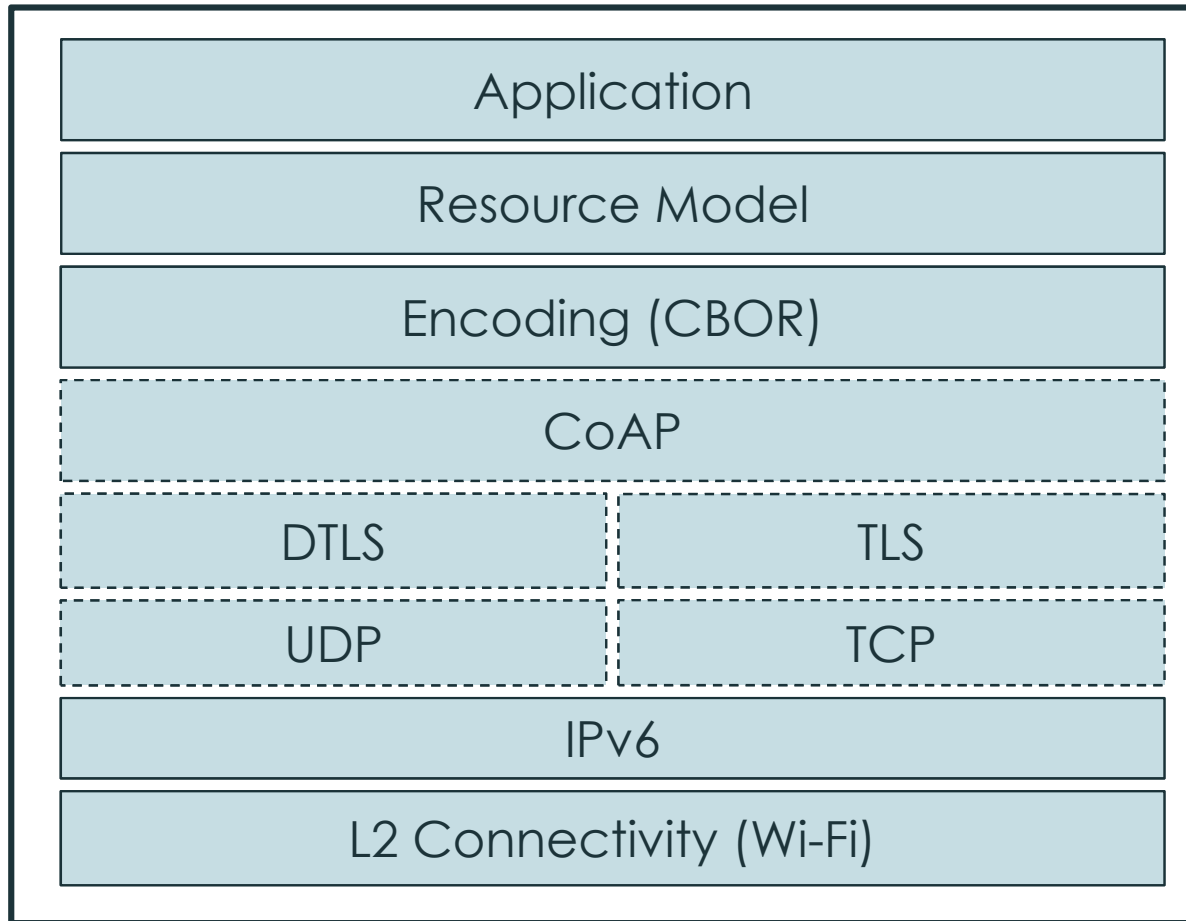 Application
Resource Model
Encoding (CBOR)
CoAP
DTLS
TLS
UDP
TCP
IPv6
L2 Connectivity (Wi-Fi)